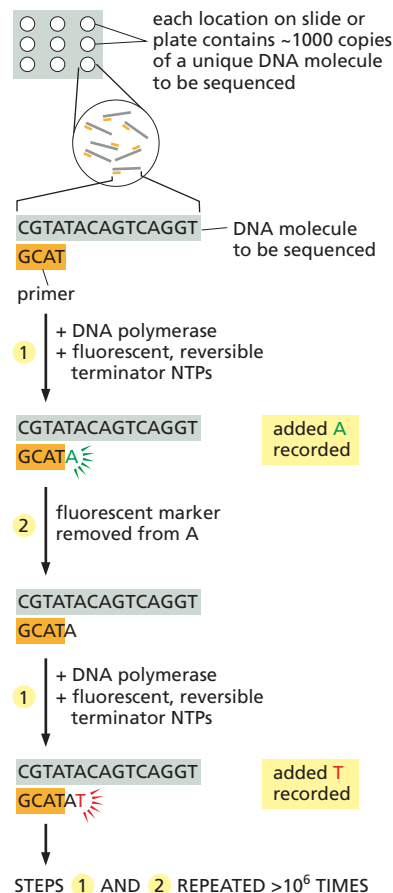 each location on slide or
plate contains ~1000 copies
of a unique DNA molecule
to be sequenced
CGTATACAGTCAGGT
DNA molecule
to be sequenced
GCAT
primer
1
+ DNA polymerase
+ fluorescent, reversible
terminator NTPs
CGTATACAGTCAGGT
GCATA
added A
recorded
2
fluorescent marker
removed from A
CGTATACAGTCAGGT
GCATA
1
+ DNA polymerase
+ fluorescent, reversible
terminator NTPs
CGTATACAGTCAGGT
GCATAT
added T
recorded
STEPS 1 AND 2 REPEATED >10⁶ TIMES